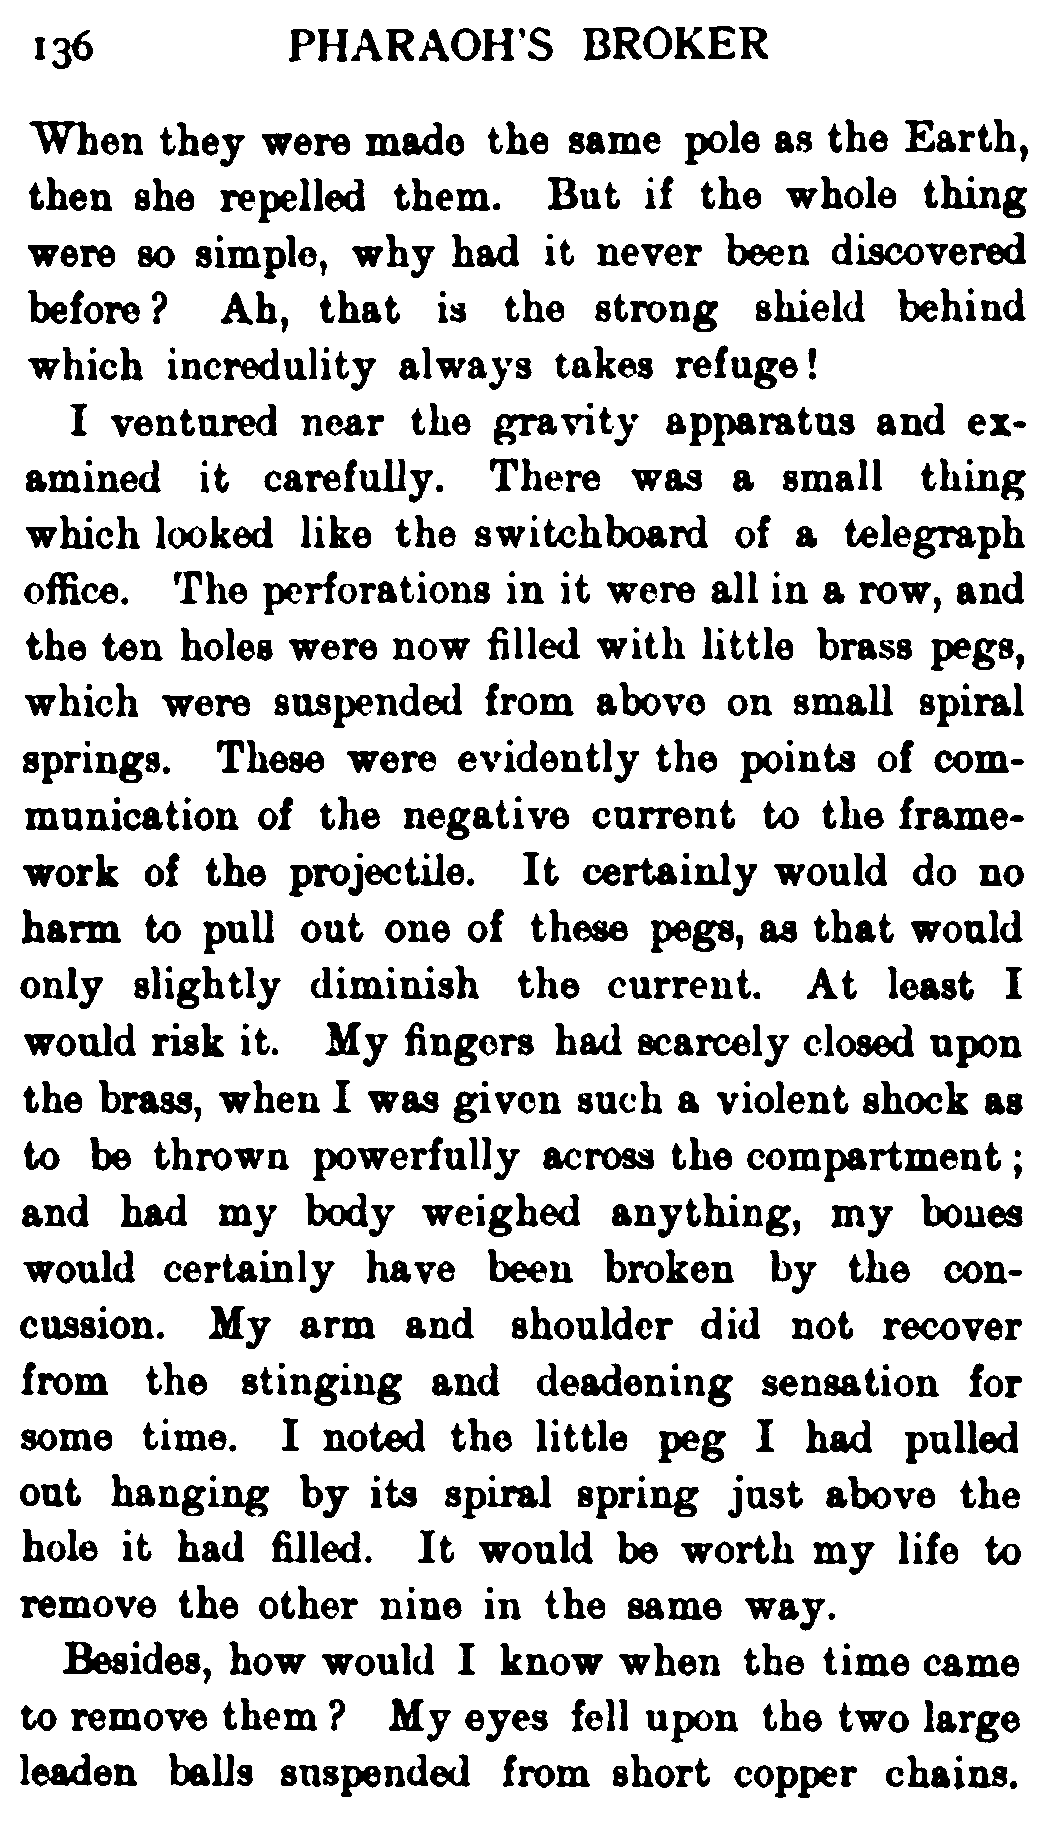 136 PHARAOH'S BROKER
When they were made the same pole as the Earth,
then she repelled them. But if the whole thing
were so simple, why had it never been discovered
before? Ah, that is the strong shield behind
which incredulity always takes refuge!
I ventured near the gravity apparatus and ex-
amined it carefully. There was a small thing
which looked like the switchboard of a telegraph
office. The perforations in it were all in a row, and
the ten holes were now filled with little brass pegs,
which were suspended from above on small spiral
springs. These were evidently the points of com-
munication of the negative current to the frame-
work of the projectile. It certainly would do no
harm to pull out one of these pegs, as that would
only slightly diminish the current. At least I
would risk it. My fingers had scarcely closed upon
the brass, when I was given such a violent shock as
to be thrown powerfully across the compartment;
and had my body weighed anything, my bones
would certainly have been broken by the con-
cussion. My arm and shoulder did not recover
from the stinging and deadening sensation for
some time. I noted the little peg I had pulled
out hanging by its spiral spring just above the
hole it had filled. It would be worth my life to
remove the other nine in the same way.
Besides, how would I know when the time came
to remove them? My eyes fell upon the two large
leaden balls suspended from short copper chains.